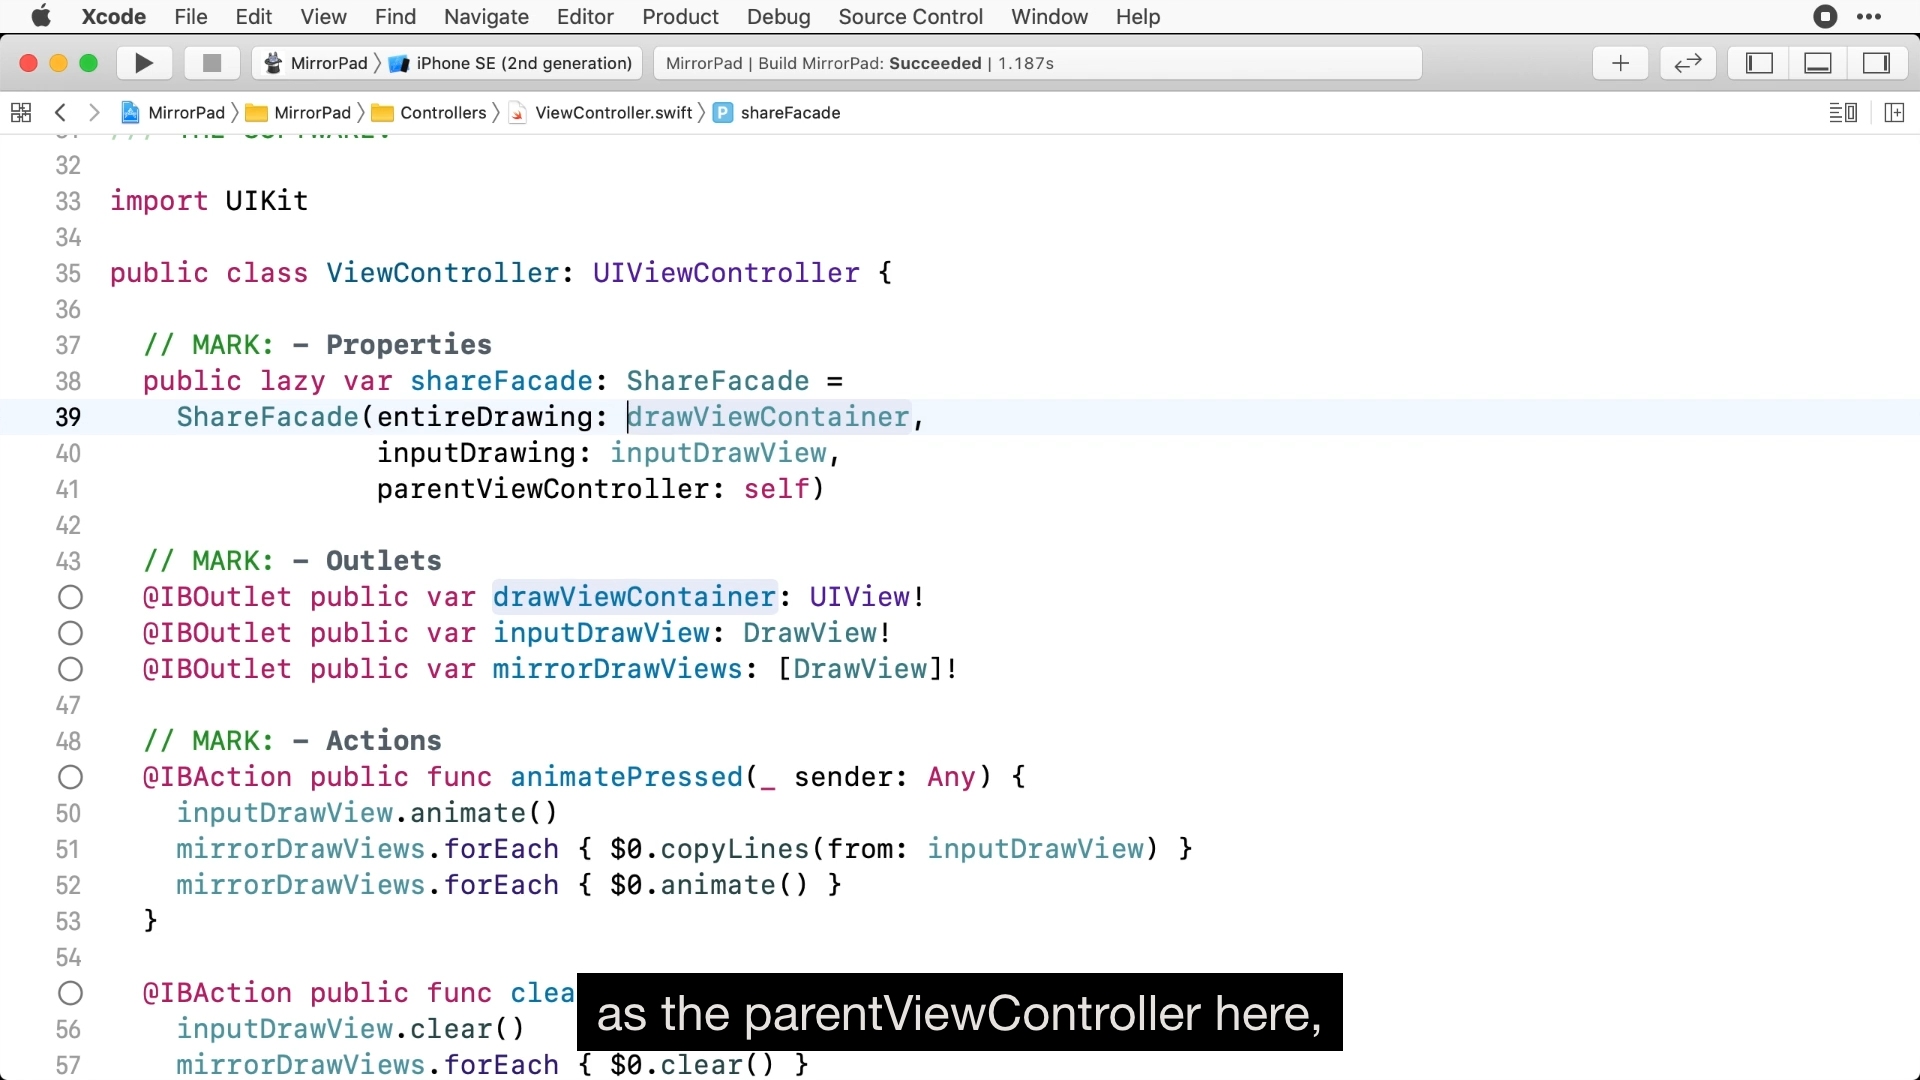 Xcode File Edit View Find Navigate Editor Product Debug Source Control Window Help
MirrorPad iPhone SE (2nd generation) MirrorPad | Build MirrorPad: Succeeded | 1.187s
MirrorPad MirrorPad Controllers ViewController.swift P shareFacade
31 /// THE SOFTWARE.
32
33 import UIKit
34
35 public class ViewController: UIViewController {
36
37 // MARK: - Properties
38 public lazy var shareFacade: ShareFacade =
39 ShareFacade(entireDrawing: drawViewContainer,
40 inputDrawing: inputDrawView,
41 parentViewController: self)
42
43 // MARK: - Outlets
@IBOutlet public var drawViewContainer: UIView!
@IBOutlet public var inputDrawView: DrawView!
@IBOutlet public var mirrorDrawViews: [DrawView]!
47
48 // MARK: - Actions
@IBAction public func animatePressed(_ sender: Any) {
50 inputDrawView.animate()
51 mirrorDrawViews.forEach { $0.copyLines(from: inputDrawView) }
52 mirrorDrawViews.forEach { $0.animate() }
53 }
54
@IBAction public func clea
56 inputDrawView.clear()
57 mirrorDrawViews.forEach { $0.clear() }
as the parentViewController here,